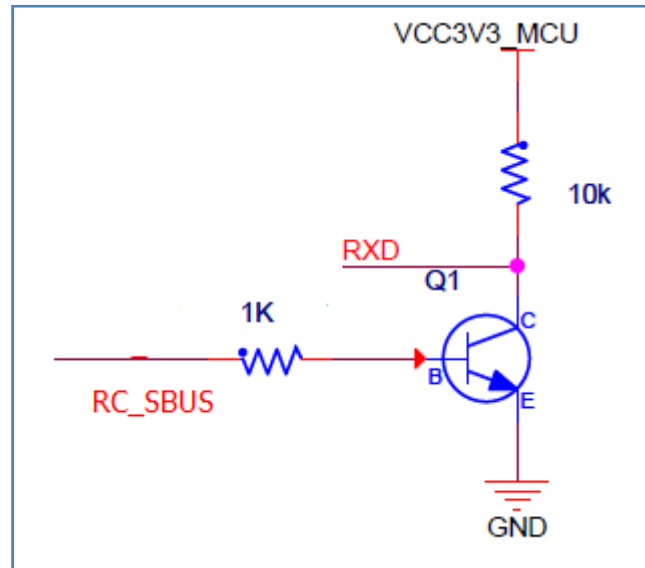 VCC3V3_MCU
10k
RXD
Q1
1K
C
B
E
RC_SBUS
GND